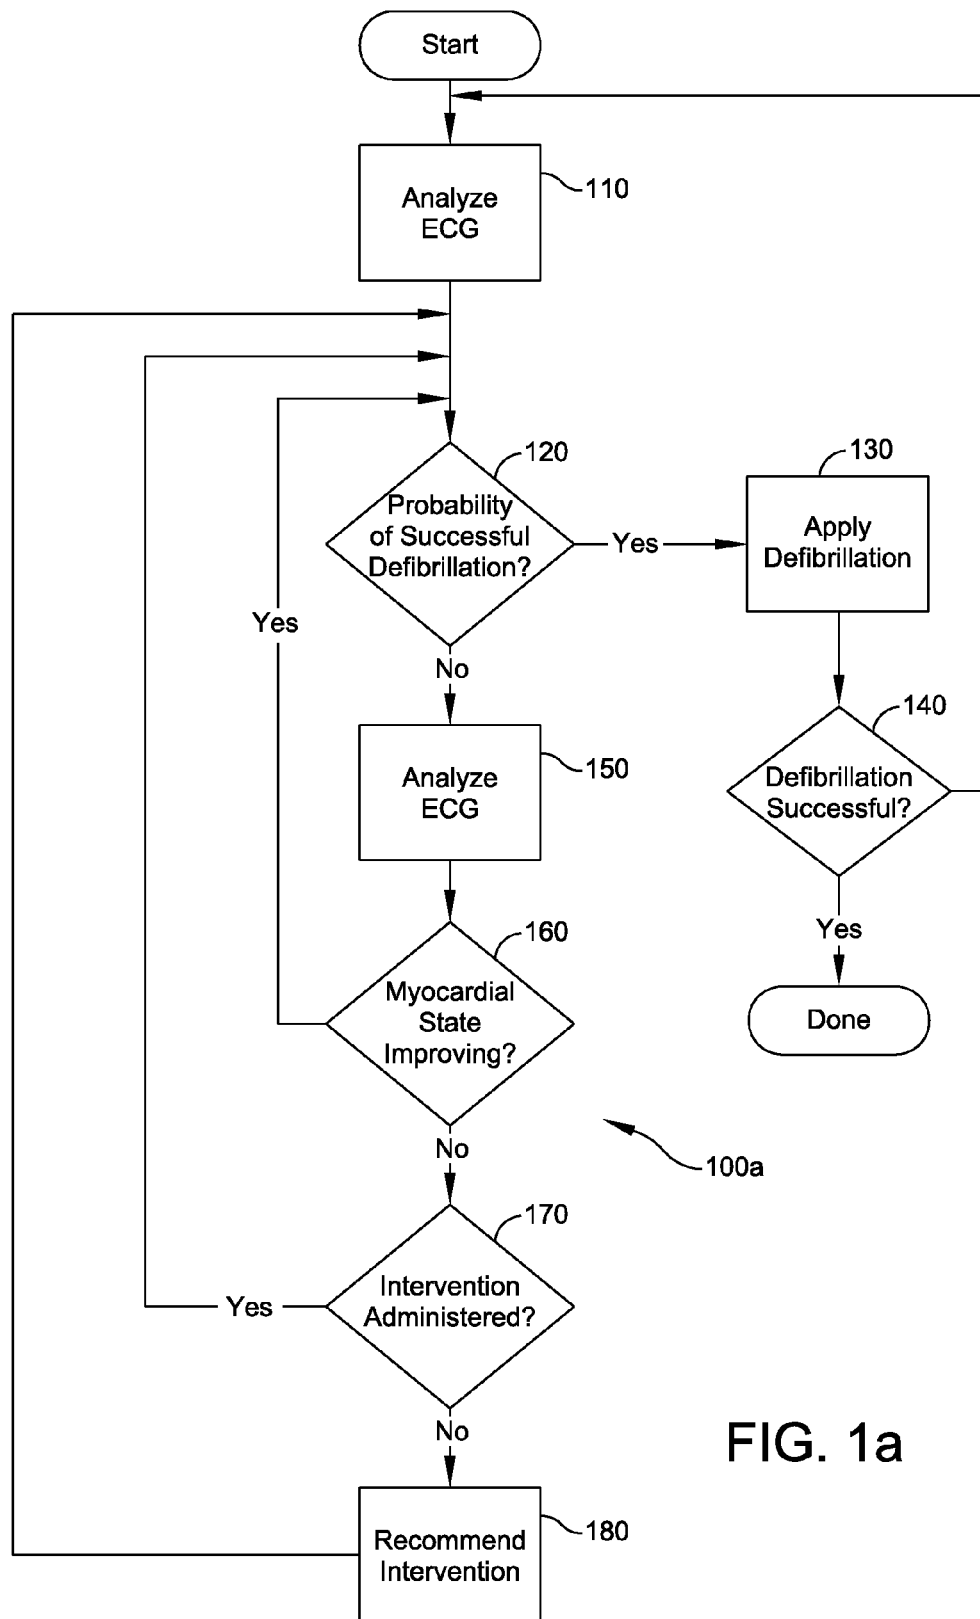 Start
Analyze
ECG
110
120
Probability
of Successful
Defibrillation?
Yes
130
Apply
Defibrillation
Yes
No
Analyze
ECG
150
140
Defibrillation
Successful?
Yes
Done
160
Myocardial
State
Improving?
No
100a
170
Intervention
Administered?
Yes
No
Recommend
Intervention
180
FIG. 1a